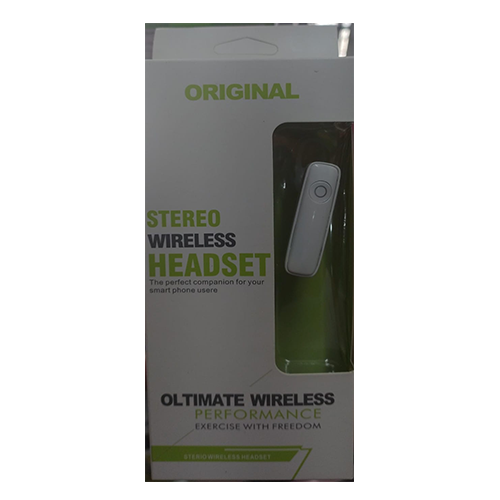 ORIGINAL
STEREO
WIRELESS
HEADSET
The perfect companion for your
smart phone usere
OLTIMATE WIRELESS
PERFORMANCE
EXERCISE WITH FREEDOM
STEREO WIRELESS HEADSET